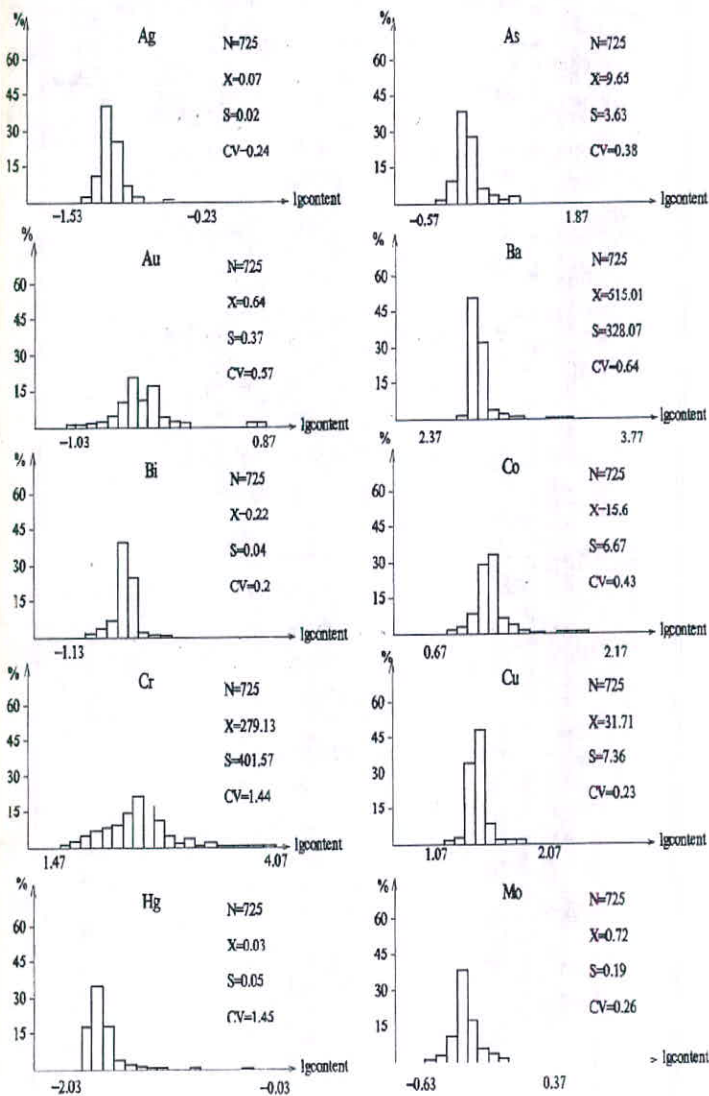 %
Ag
60
45
30
15
N=725
X=0.07
S=0.02
CV=0.24
lgcontent
-1.53 -0.23
%
As
60
45
30
15
N=725
X=9.65
S=3.63
CV=0.38
lgcontent
-0.57 1.87
%
Au
60
45
30
15
N=725
X=0.64
S=0.37
CV=0.57
lgcontent
-1.03 0.87
%
Ba
60
45
30
15
N=725
X=515.01
S=328.07
CV=0.64
lgcontent
2.37 3.77
%
Bi
60
45
30
15
N=725
X=0.22
S=0.04
CV=0.2
lgcontent
-1.13
%
Co
60
45
30
15
N=725
X=15.6
S=6.67
CV=0.43
lgcontent
0.67 2.17
%
Cr
60
45
30
15
N=725
X=279.13
S=401.57
CV=1.44
lgcontent
1.47 4.07
%
Cu
60
45
30
15
N=725
X=31.71
S=7.36
CV=0.23
lgcontent
1.07 2.07
%
Hg
60
45
30
15
N=725
X=0.03
S=0.05
CV=1.45
lgcontent
-2.03 -0.03
%
Mo
60
45
30
15
N=725
X=0.72
S=0.19
CV=0.26
lgcontent
-0.63 0.37